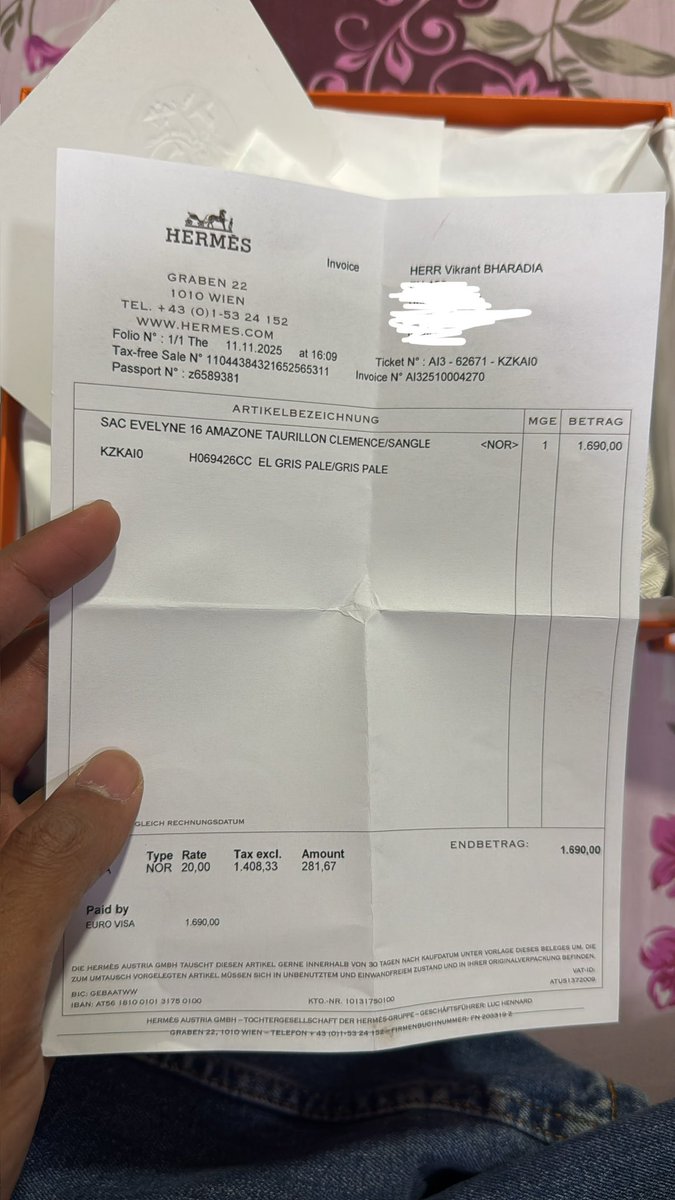 HERMÈS
GRABEN 22
1010 WIEN
TEL. +43 (0)1-53 24 152
WWW.HERMES.COM
Folio N° : 1/1 The 11.11.2025 at 16:09
Tax-free Sale N° 11044384321652565311
Passport N° : z6589381
Invoice
HERR Vikrant BHARADIA
Ticket N° : AI3 - 62671 - KZKAI0
Invoice N° AI32510004270
ARTIKELBEZEICHNUNG MGE BETRAG
SAC EVELYNE 16 AMAZONE TAURILLON CLEMENCE/SANGLE <NOR> 1 1.690,00
KZKAI0 H069426CC EL GRIS PALE/GRIS PALE
GLEICH RECHNUNGSDATUM
ENDBETRAG: 1.690,00
Type Rate Tax excl. Amount
NOR 20,00 1.408,33 281,67
Paid by
EURO VISA 1.690,00
DIE HERMÈS AUSTRIA GMBH TAUSCHT DIESEN ARTIKEL GERNE INNERHALB VON 30 TAGEN NACH KAUFDATUM UNTER VORLAGE DIESES BELEGES UM. DIE
ZUM UMTAUSCH VORGELEGTEN ARTIKEL MÜSSEN SICH IN UNBENUTZTEM UND EINWANDFREIEM ZUSTAND UND IN IHRER ORIGINALVERPACKUNG BEFINDEN.
VAT-ID:
ATU51372009
BIC: GEBAATWW
IBAN: AT56 1810 0101 3175 0100 KTO.-NR. 10131750100
HERMÈS AUSTRIA GMBH – TOCHTERGESELLSCHAFT DER HERMÈS-GRUPPE – GESCHÄFTSFÜHRER: LUC HENNARD
GRABEN 22, 1010 WIEN – TELEFON + 43 (0)1-53 24 152 – FIRMENBUCHNUMMER: FN 203319 Z